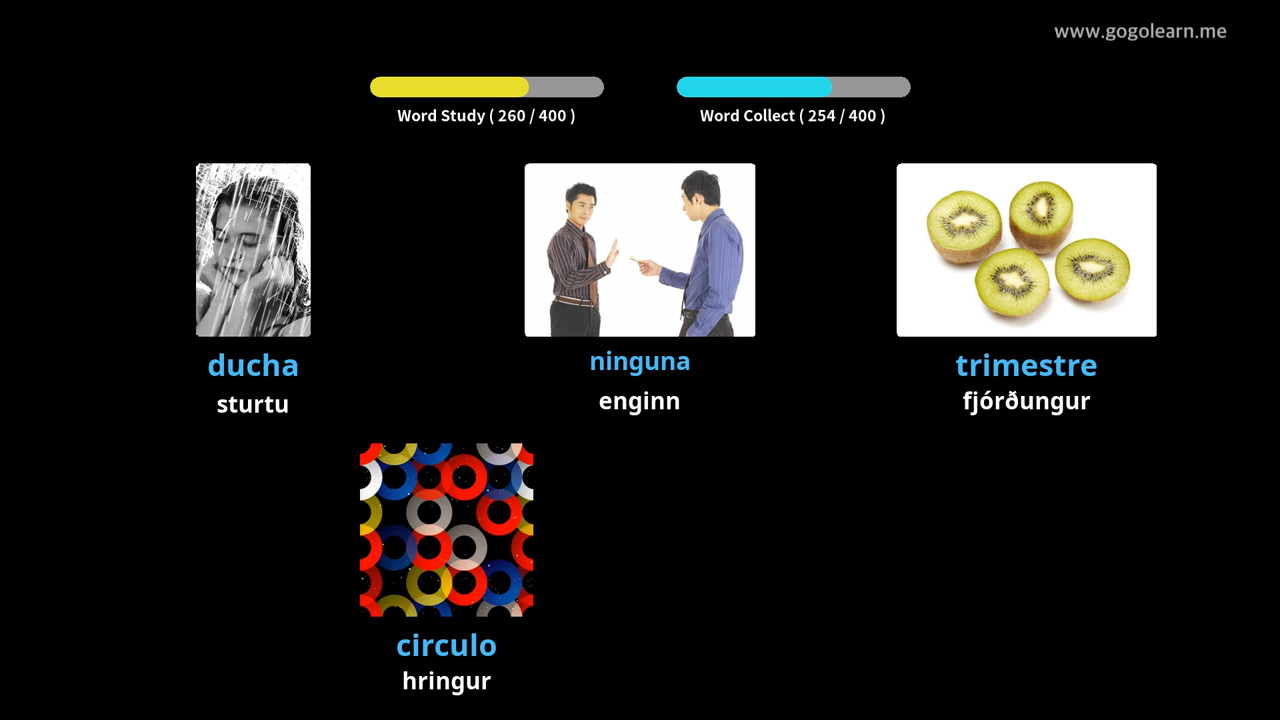 www.gogolearn.me
Word Study ( 260 / 400 )
Word Collect ( 254 / 400 )
ducha
sturtu
ninguna
enginn
trimestre
fjórðungur
circulo
hringur